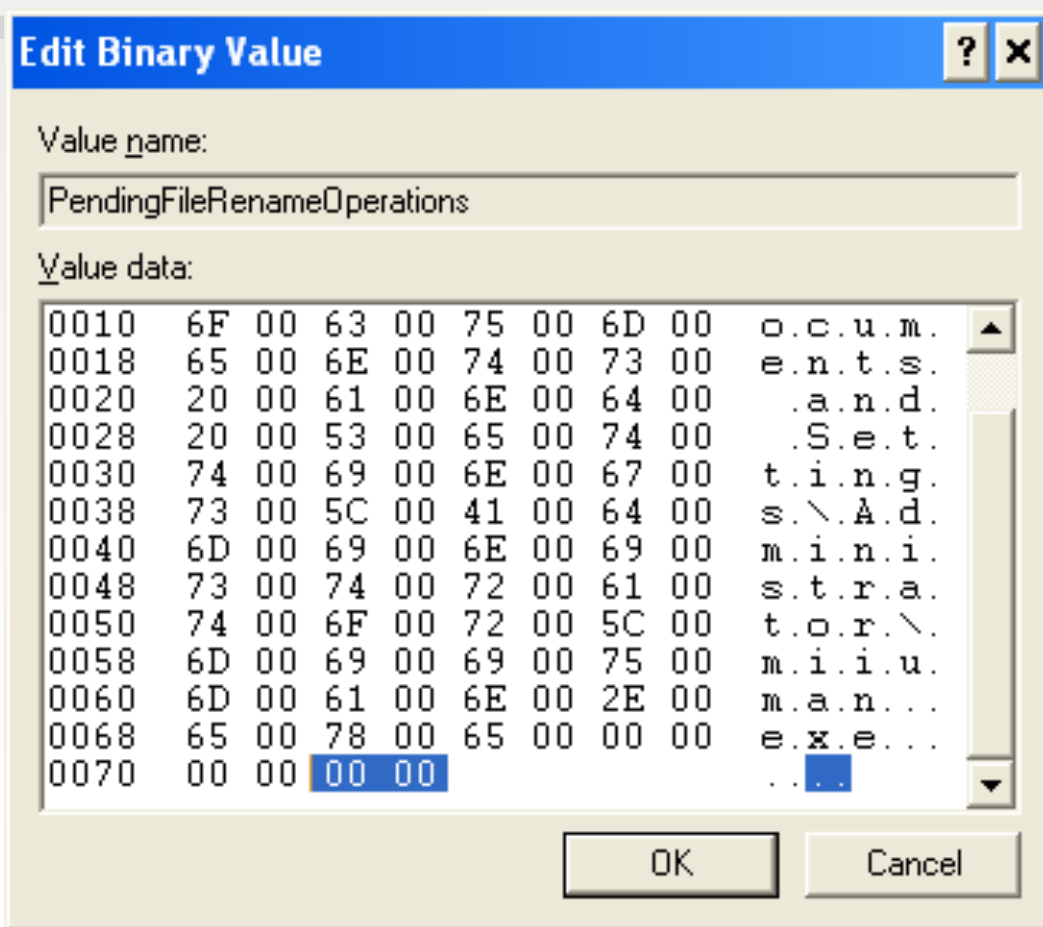 Edit Binary Value
Value name:
PendingFileRenameOperations
Value data:
0010 6F 00 63 00 75 00 6D 00 o.c.u.m.
0018 65 00 6E 00 74 00 73 00 e.n.t.s.
0020 20 00 61 00 6E 00 64 00 .a.n.d.
0028 20 00 53 00 65 00 74 00 .S.e.t.
0030 74 00 69 00 6E 00 67 00 t.i.n.g.
0038 73 00 5C 00 41 00 64 00 s.\.A.d.
0040 6D 00 69 00 6E 00 69 00 m.i.n.i.
0048 73 00 74 00 72 00 61 00 s.t.r.a.
0050 74 00 6F 00 72 00 5C 00 t.o.r.\.
0058 6D 00 69 00 69 00 75 00 m.i.i.u.
0060 6D 00 61 00 6E 00 2E 00 m.a.n...
0068 65 00 78 00 65 00 00 00 e.x.e...
0070 00 00 00 00 ....
OK Cancel